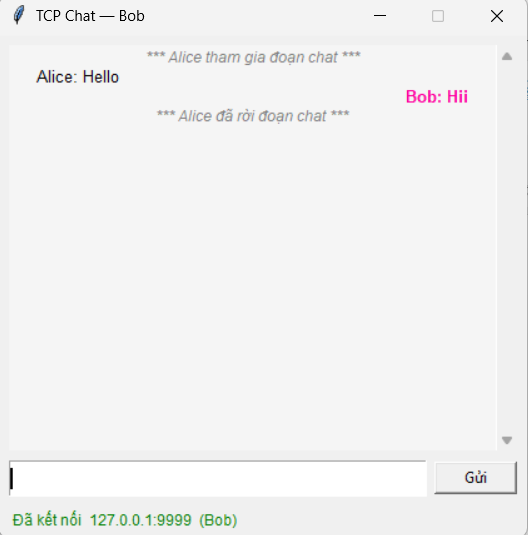 TCP Chat — Bob
*** Alice tham gia đoạn chat ***
Alice: Hello
Bob: Hii
*** Alice đã rời đoạn chat ***
Gửi
Đã kết nối 127.0.0.1:9999 (Bob)